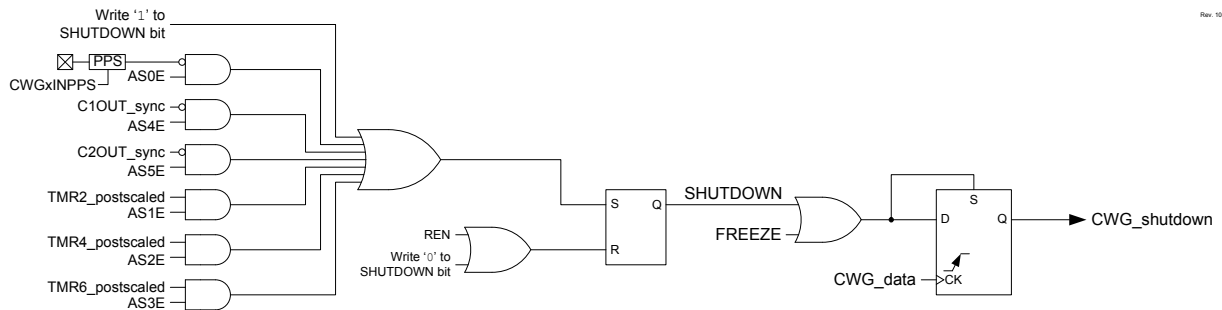 Rev. 10
Write '1' to
SHUTDOWN bit
PPS
AS0E
CWGxINPPS
C1OUT_sync
AS4E
C2OUT_sync
AS5E
TMR2_postscaled
AS1E
TMR4_postscaled
AS2E
TMR6_postscaled
AS3E
REN
Write '0' to
SHUTDOWN bit
S
Q
R
SHUTDOWN
FREEZE
S
D
Q
CWG_data
CK
CWG_shutdown